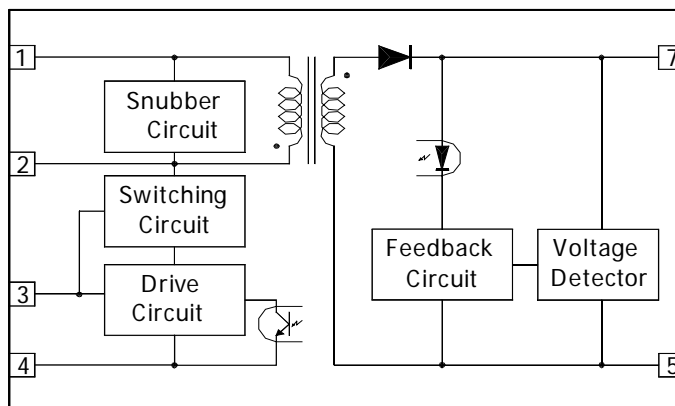 1
7
Snubber
Circuit
2
Switching
Circuit
Feedback
Circuit
Voltage
Detector
3
Drive
Circuit
4
5